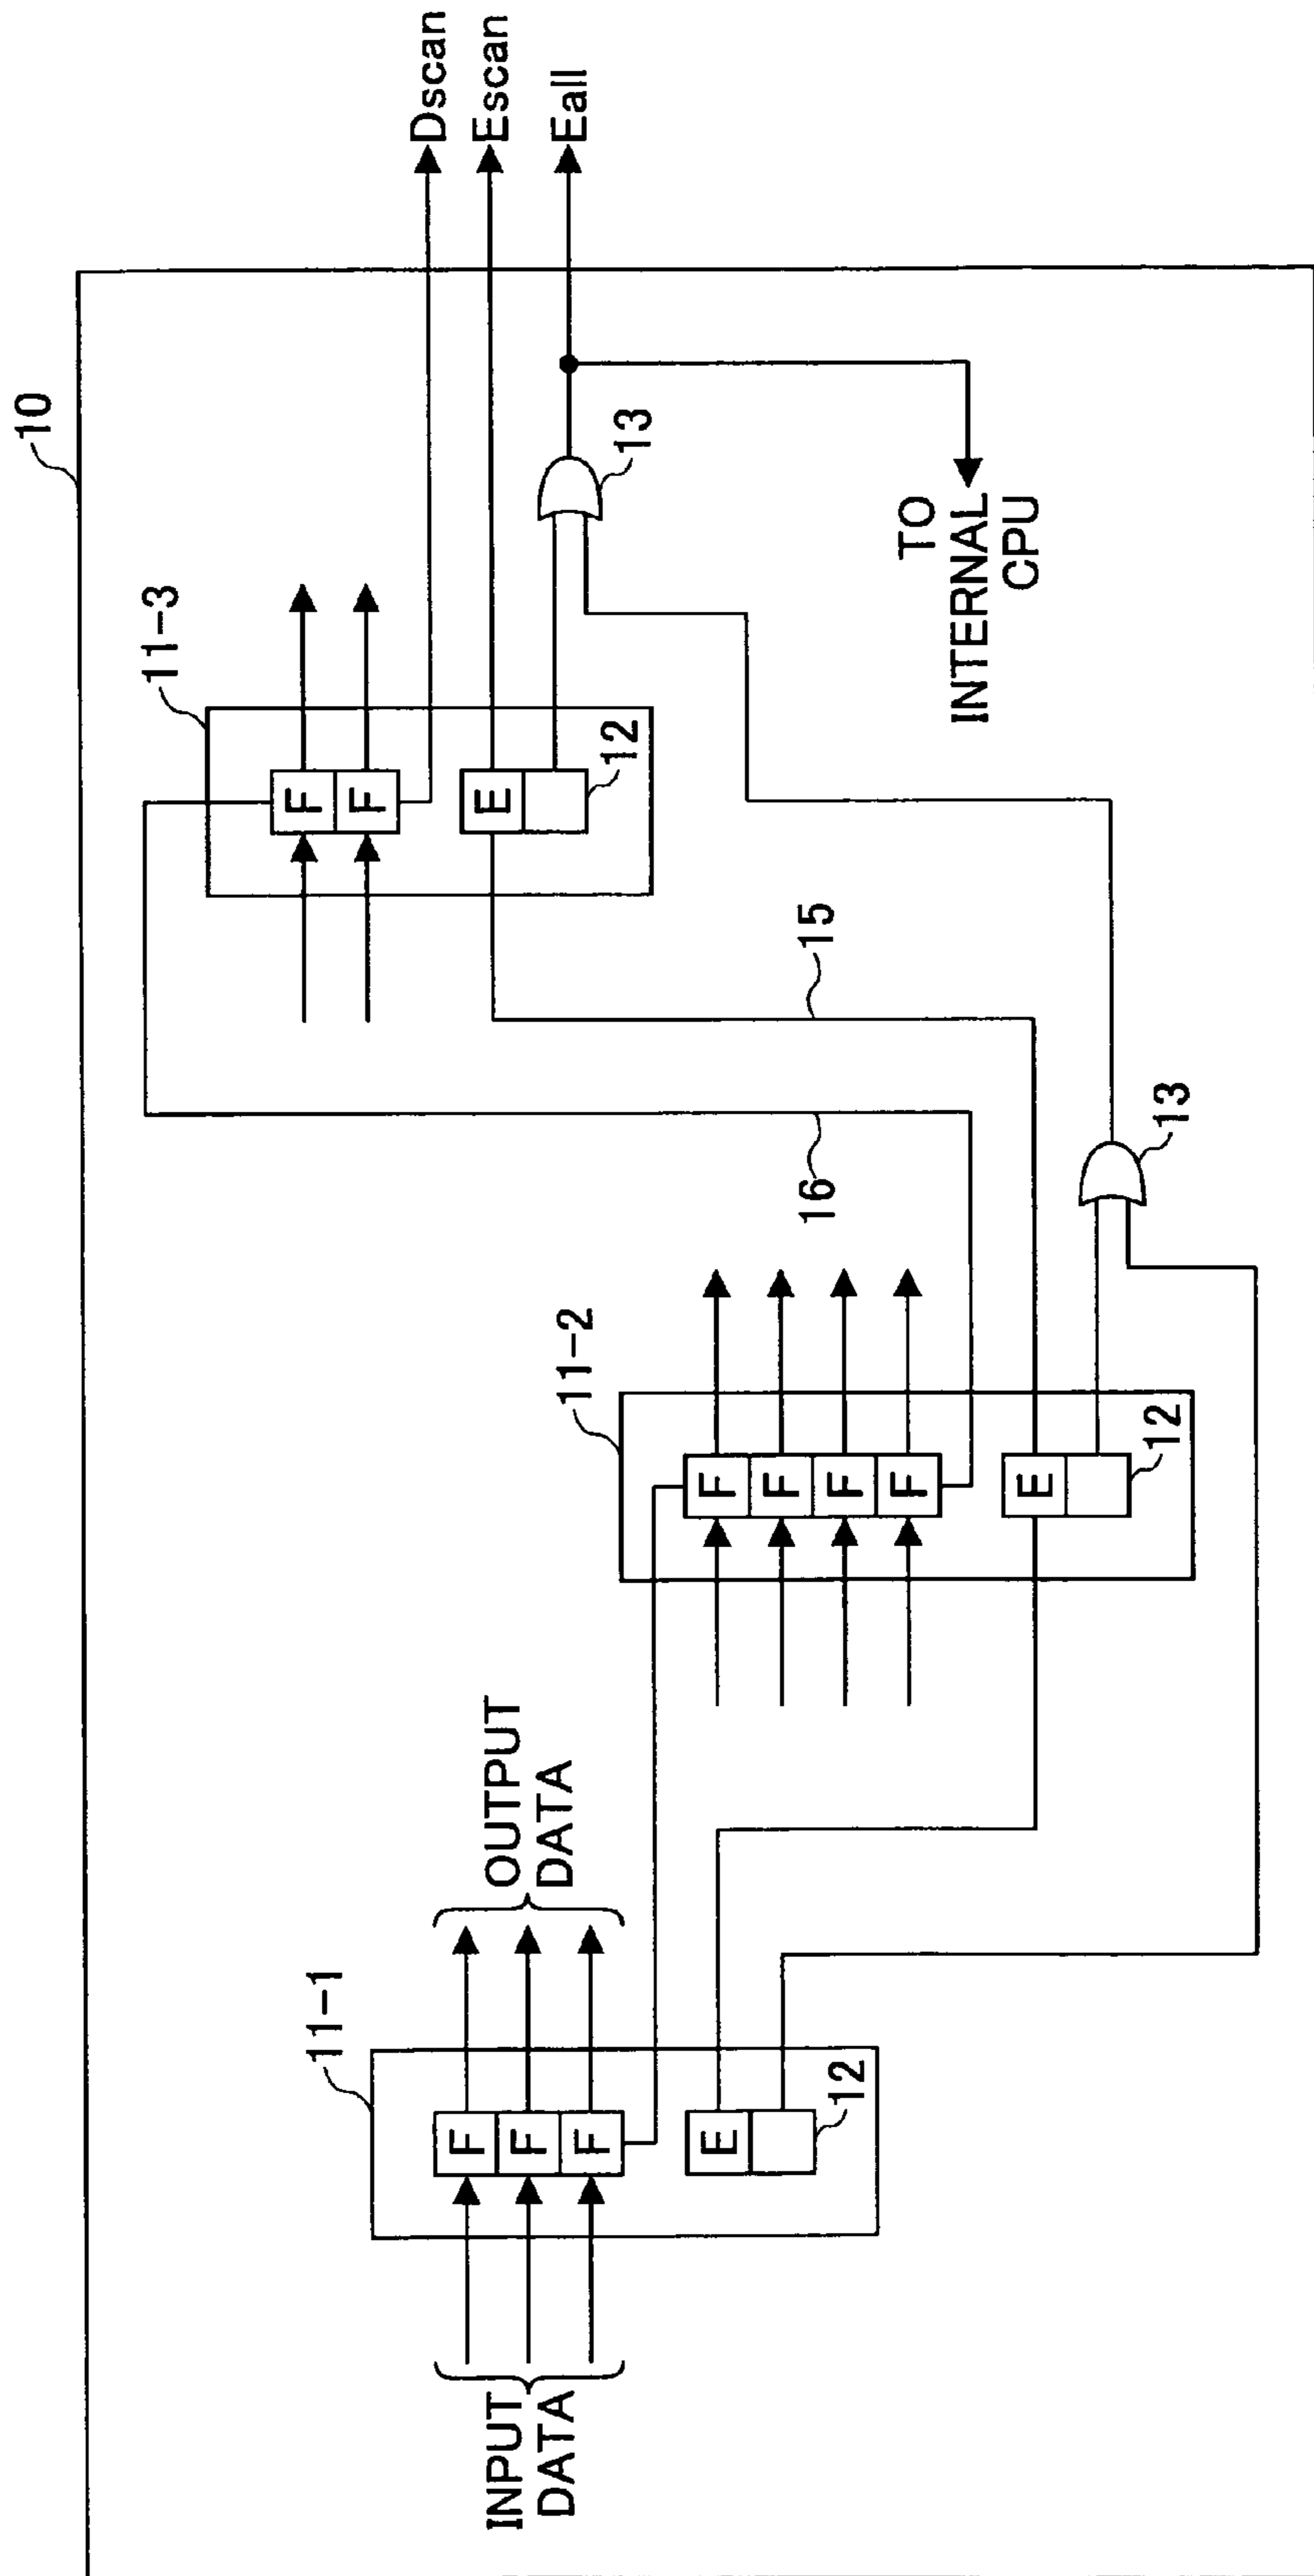 10
11-1
INPUT
DATA
F
F
F
OUTPUT
DATA
E
12
11-2
F
F
F
F
E
12
13
16
15
11-3
F
F
E
12
13
Dscan
Escan
Eall
TO
INTERNAL
CPU